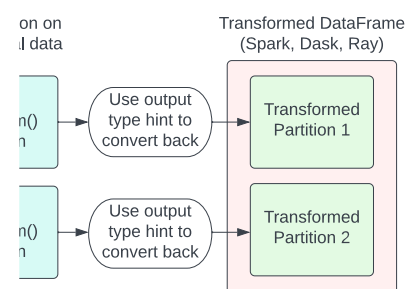 on on
al data
Transformed DataFrame
(Spark, Dask, Ray)
m()
n
Use output
type hint to
convert back
Transformed
Partition 1
m()
n
Use output
type hint to
convert back
Transformed
Partition 2